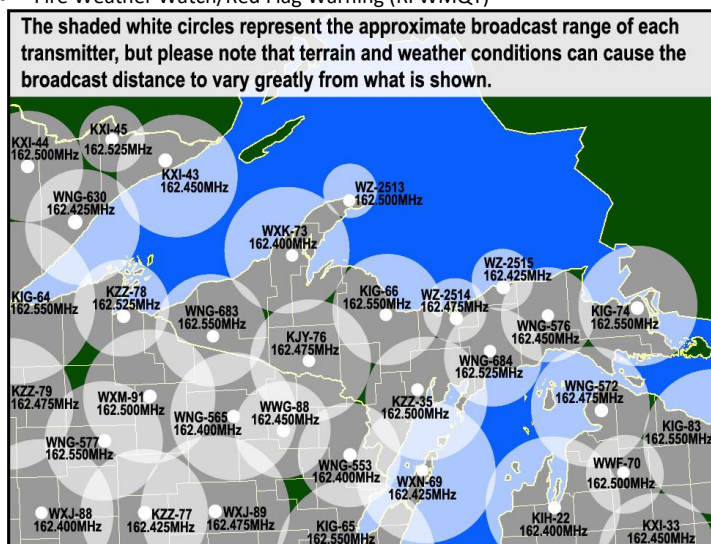 Fire Weather Watch/Red Flag Warning (RFWMQT)
The shaded white circles represent the approximate broadcast range of each
transmitter, but please note that terrain and weather conditions can cause the
broadcast distance to vary greatly from what is shown.
KXI-45
162.525MHz
KXI-44
162.500MHz
KXI-43
162.450MHz
WNG-630
162.425MHz
WZ-2513
162.500MHz
WXK-73
162.400MHz
WZ-2515
162.425MHz
KIG-64
162.550MHz
KZZ-78
162.525MHz
KIG-66
162.550MHz
WZ-2514
162.475MHz
KIG-74
162.550MHz
WNG-683
162.550MHz
WNG-576
162.450MHz
KJY-76
162.475MHz
WNG-684
162.525MHz
KZZ-79
162.475MHz
WXM-91
162.500MHz
KZZ-35
162.500MHz
WNG-572
162.475MHz
WNG-565
162.400MHz
WWG-88
162.450MHz
KIG-83
162.550MHz
WNG-577
162.550MHz
WNG-553
162.400MHz
WXN-69
162.425MHz
WWF-70
162.500MHz
WXJ-88
162.400MHz
KZZ-77
162.425MHz
WXJ-89
162.475MHz
KIG-65
162.550MHz
KIH-22
162.400MHz
KXI-33
162.450MHz